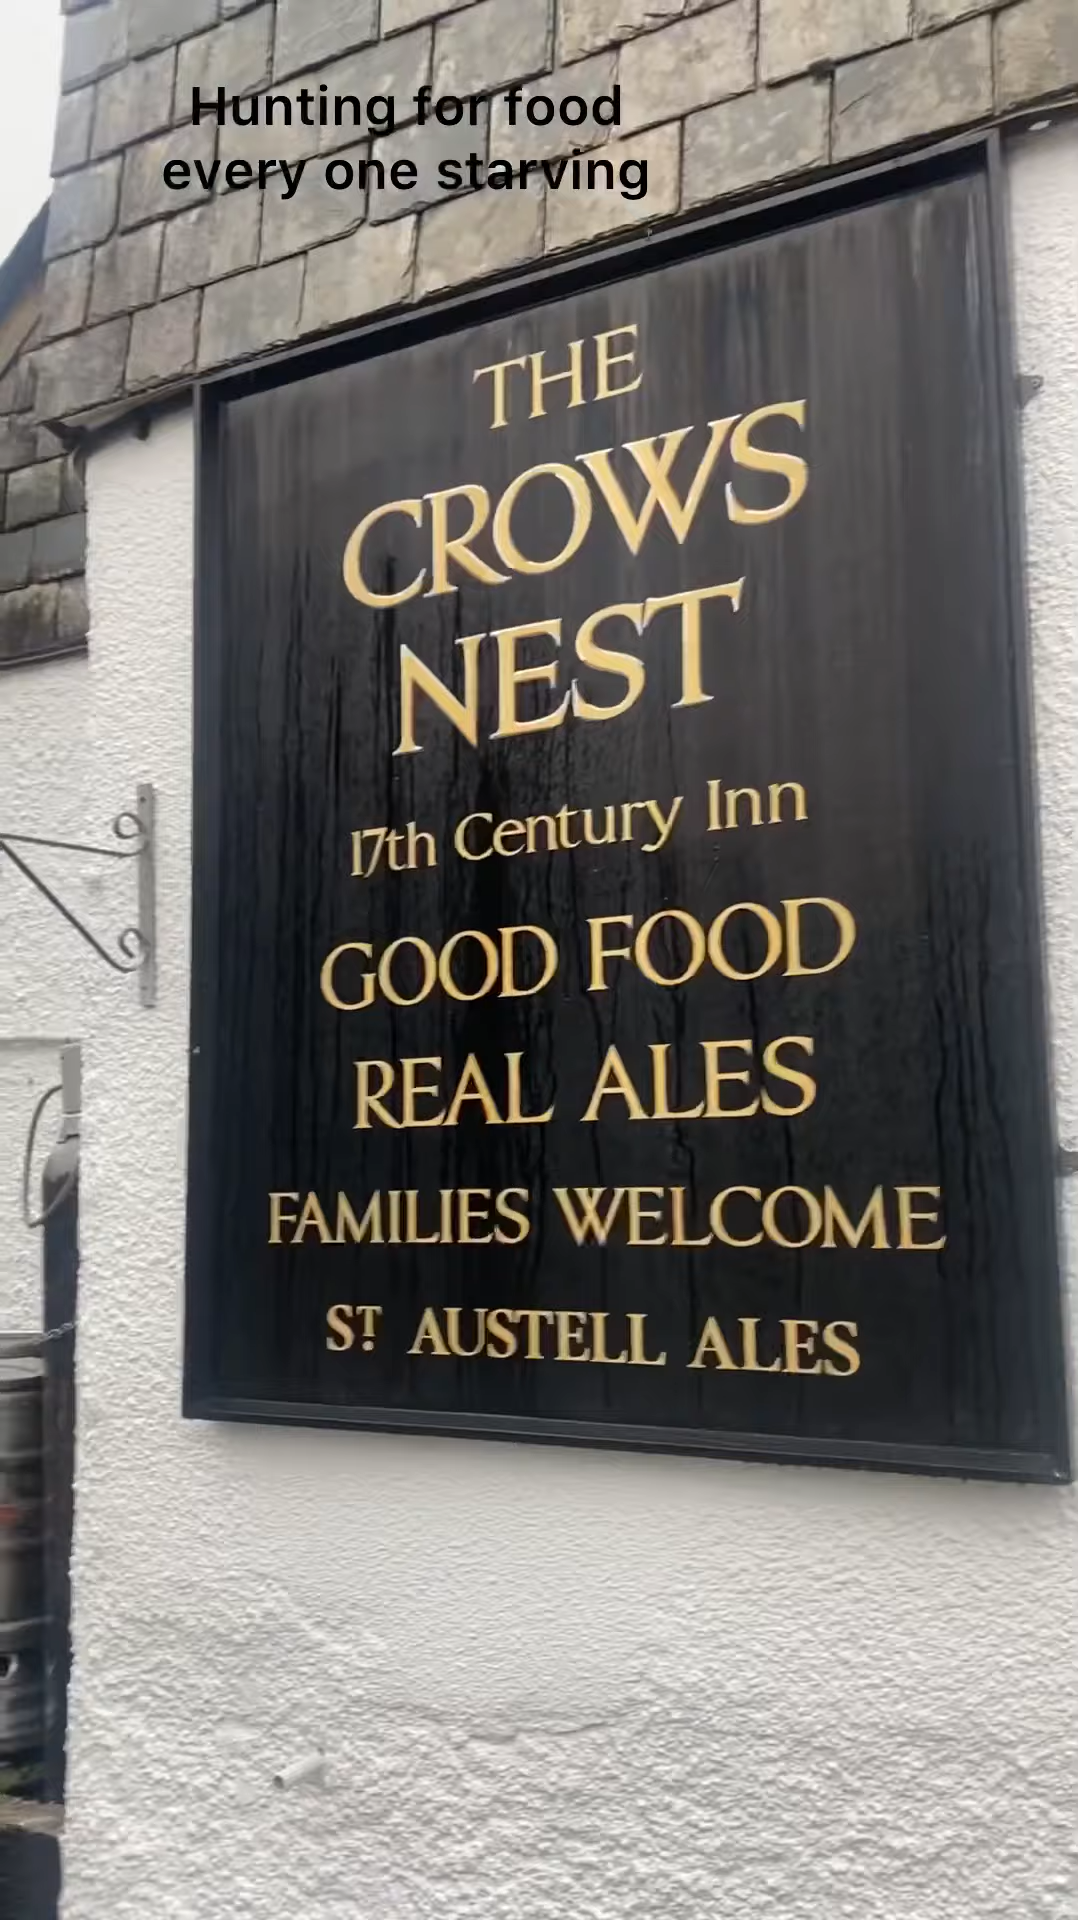 Hunting for food
every one starving
THE
CROWS
NEST
17th Century Inn
GOOD FOOD
REAL ALES
FAMILIES WELCOME
ST AUSTELL ALES